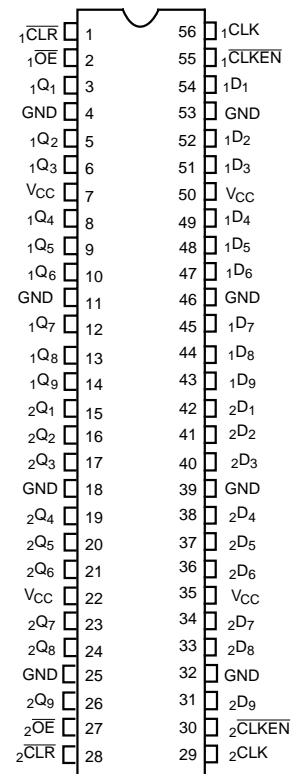 1CLR 1 56 1CLK
1OE 2 55 1CLKEN
1Q1 3 54 1D1
GND 4 53 GND
1Q2 5 52 1D2
1Q3 6 51 1D3
VCC 7 50 VCC
1Q4 8 49 1D4
1Q5 9 48 1D5
1Q6 10 47 1D6
GND 11 46 GND
1Q7 12 45 1D7
1Q8 13 44 1D8
1Q9 14 43 1D9
2Q1 15 42 2D1
2Q2 16 41 2D2
2Q3 17 40 2D3
GND 18 39 GND
2Q4 19 38 2D4
2Q5 20 37 2D5
2Q6 21 36 2D6
VCC 22 35 VCC
2Q7 23 34 2D7
2Q8 24 33 2D8
GND 25 32 GND
2Q9 26 31 2D9
2OE 27 30 2CLKEN
2CLR 28 29 2CLK